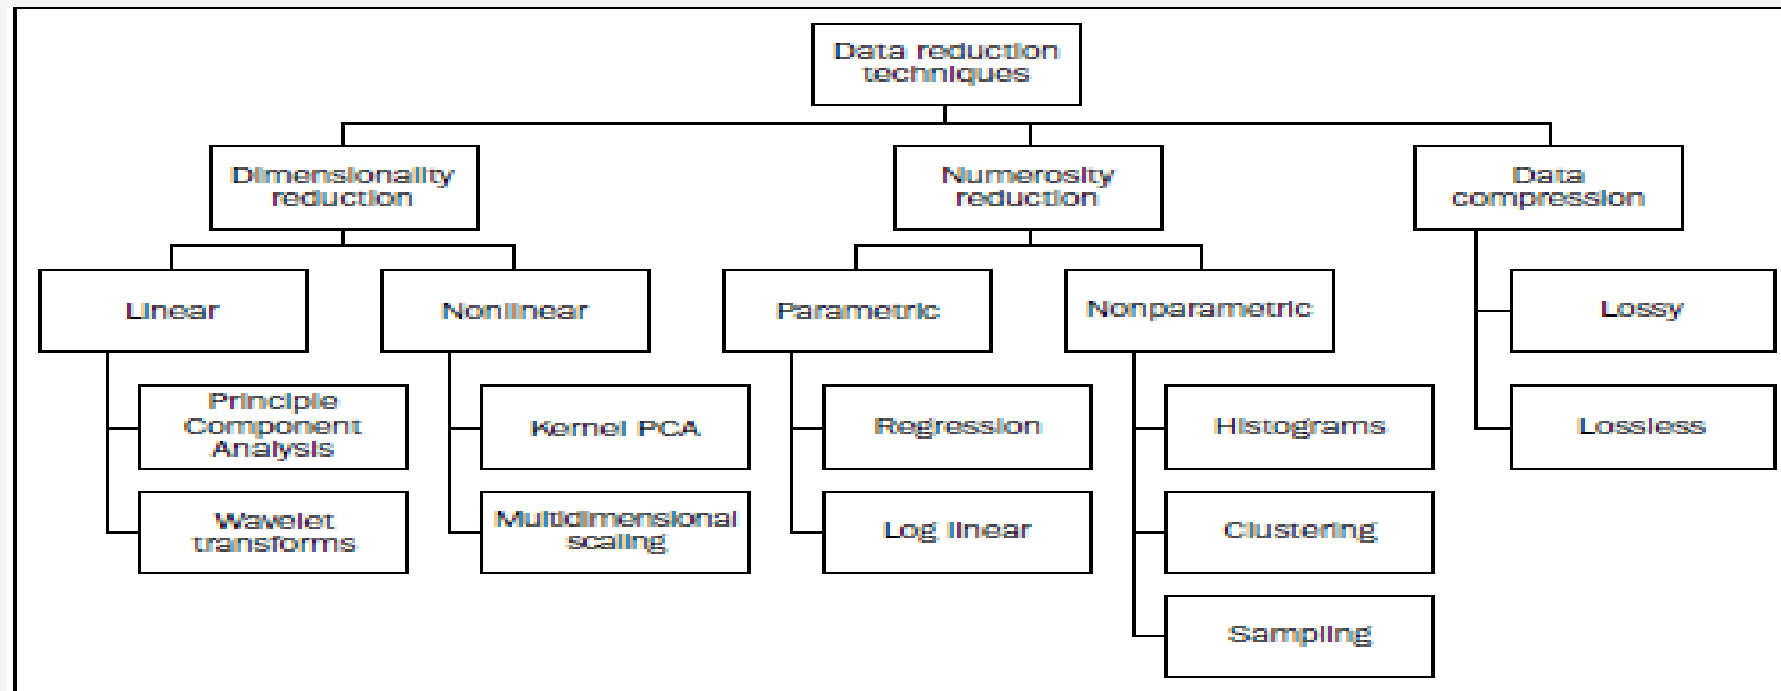 Data reduction
techniques
Dimensionality
reduction
Numerosity
reduction
Data
compression
Linear
Nonlinear
Parametric
Nonparametric
Lossy
Principle
Component
Analysis
Kernel PCA
Regression
Histograms
Lossless
Wavelet
transforms
Multidimensional
scaling
Log linear
Clustering
Sampling